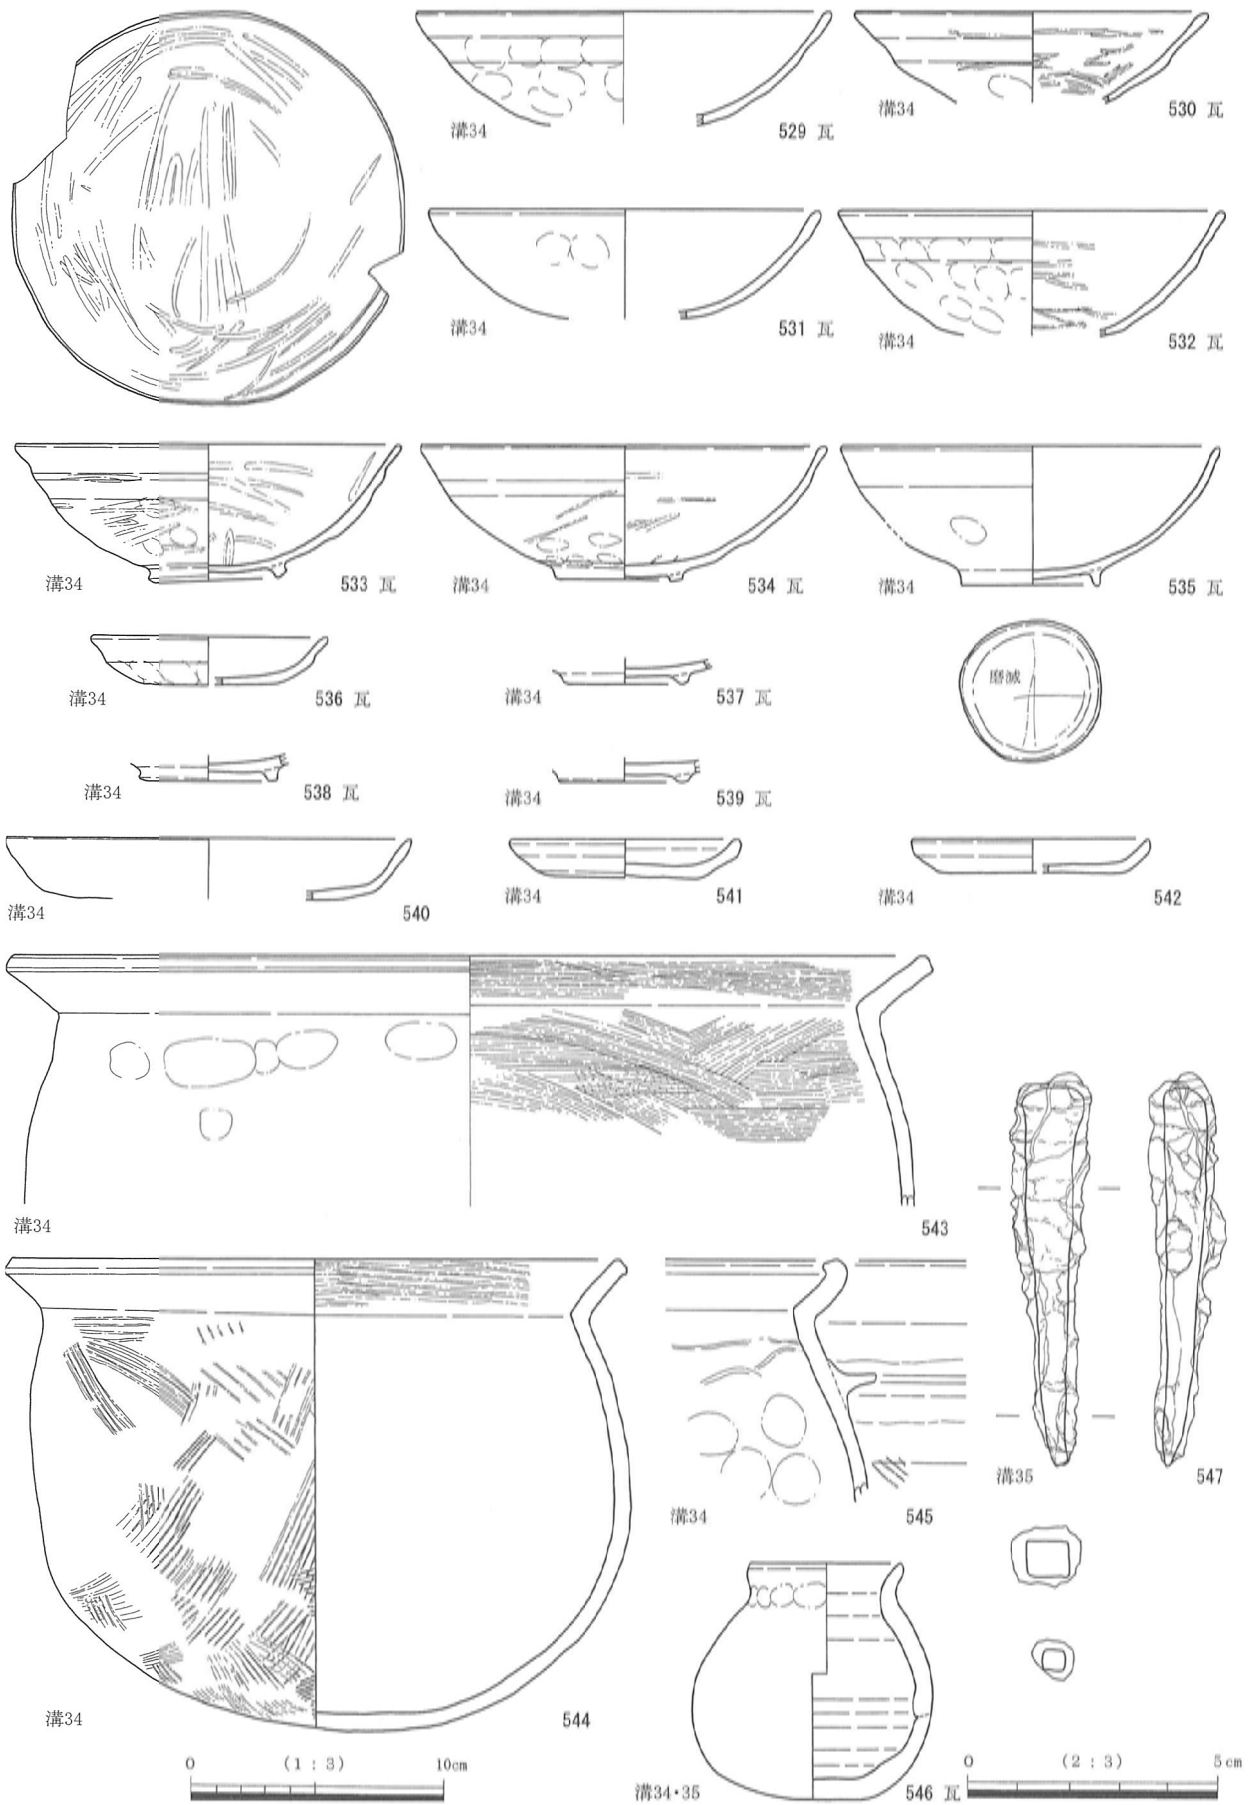 溝34 529 瓦
溝34 530 瓦
溝34 531 瓦
溝34 532 瓦
溝34 533 瓦
溝34 534 瓦
溝34 535 瓦
溝34 536 瓦
溝34 537 瓦
磨滅
溝34 538 瓦
溝34 539 瓦
溝34 540
溝34 541
溝34 542
溝34 543
溝34 544
溝34 545
溝35 547
溝34・35 546 瓦
0 (1:3) 10cm
0 (2:3) 5cm